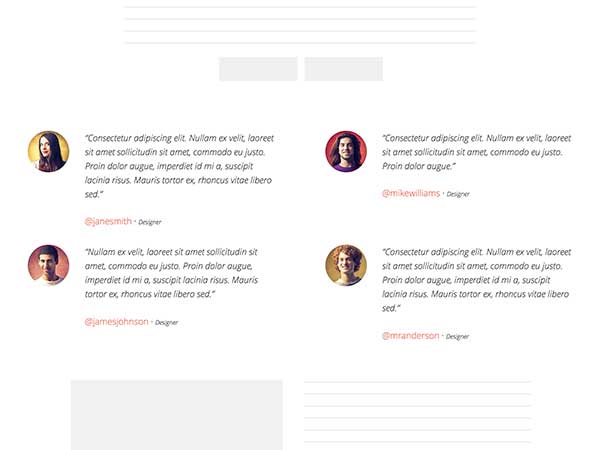 “Consectetur adipiscing elit. Nullam ex velit, laoreet
sit amet sollicitudin sit amet, commodo eu justo.
Proin dolor augue, imperdiet id mi a, suscipit
lacinia risus. Mauris tortor ex, rhoncus vitae libero
sed.”
@janesmith • Designer
“Consectetur adipiscing elit. Nullam ex velit, laoreet
sit amet sollicitudin sit amet, commodo eu justo.
Proin dolor augue.”
@mikewilliams • Designer
“Nullam ex velit, laoreet sit amet sollicitudin sit
amet, commodo eu justo. Proin dolor augue,
imperdiet id mi a, suscipit lacinia risus. Mauris
tortor ex, rhoncus vitae libero sed.”
@jamesjohnson • Designer
“Consectetur adipiscing elit. Nullam ex velit, laoreet
sit amet sollicitudin sit amet, commodo eu justo.
Proin dolor augue, imperdiet id mi a, suscipit
lacinia risus. Mauris tortor ex, rhoncus vitae libero
sed.”
@mranderson • Designer